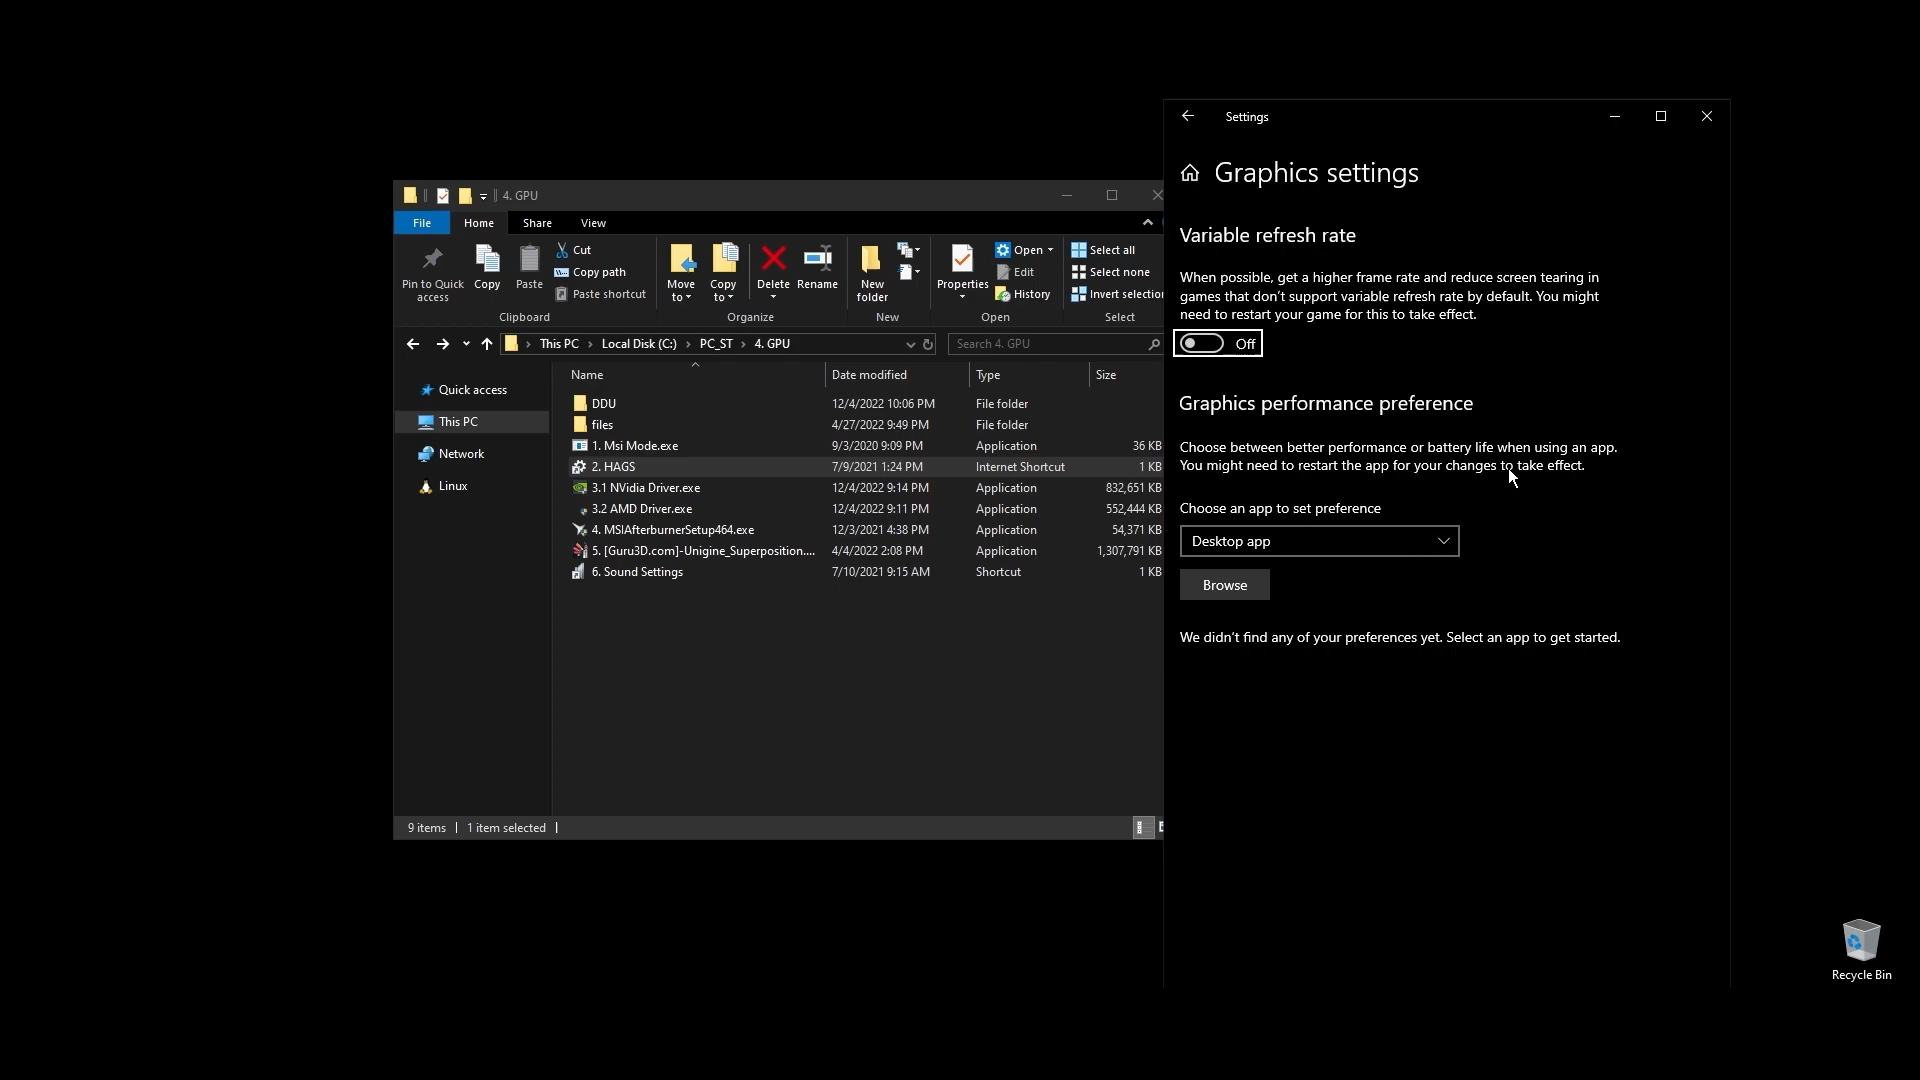 4. GPU
File Home Share View
Pin to Quick access
Copy
Paste
Cut
Copy path
Paste shortcut
Clipboard
Move to
Copy to
Delete
Rename
Organize
New folder
New
Properties
Open
Edit
History
Open
Select all
Select none
Invert selection
Select
This PC Local Disk (C:) PC_ST 4. GPU
Search 4. GPU
Quick access
This PC
Network
Linux
Name Date modified Type Size
DDU 12/4/2022 10:06 PM File folder
files 4/27/2022 9:49 PM File folder
1. Msi Mode.exe 9/3/2020 9:09 PM Application 36 KB
2. HAGS 7/9/2021 1:24 PM Internet Shortcut 1 KB
3.1 NVidia Driver.exe 12/4/2022 9:14 PM Application 832,651 KB
3.2 AMD Driver.exe 12/4/2022 9:11 PM Application 552,444 KB
4. MSIAfterburnerSetup464.exe 12/3/2021 4:38 PM Application 54,371 KB
5. [Guru3D.com]-Unigine_Superposition.... 4/4/2022 2:08 PM Application 1,307,791 KB
6. Sound Settings 7/10/2021 9:15 AM Shortcut 1 KB
9 items 1 item selected
Settings
Graphics settings
Variable refresh rate
When possible, get a higher frame rate and reduce screen tearing in
games that don't support variable refresh rate by default. You might
need to restart your game for this to take effect.
Off
Graphics performance preference
Choose between better performance or battery life when using an app.
You might need to restart the app for your changes to take effect.
Choose an app to set preference
Desktop app
Browse
We didn't find any of your preferences yet. Select an app to get started.
Recycle Bin